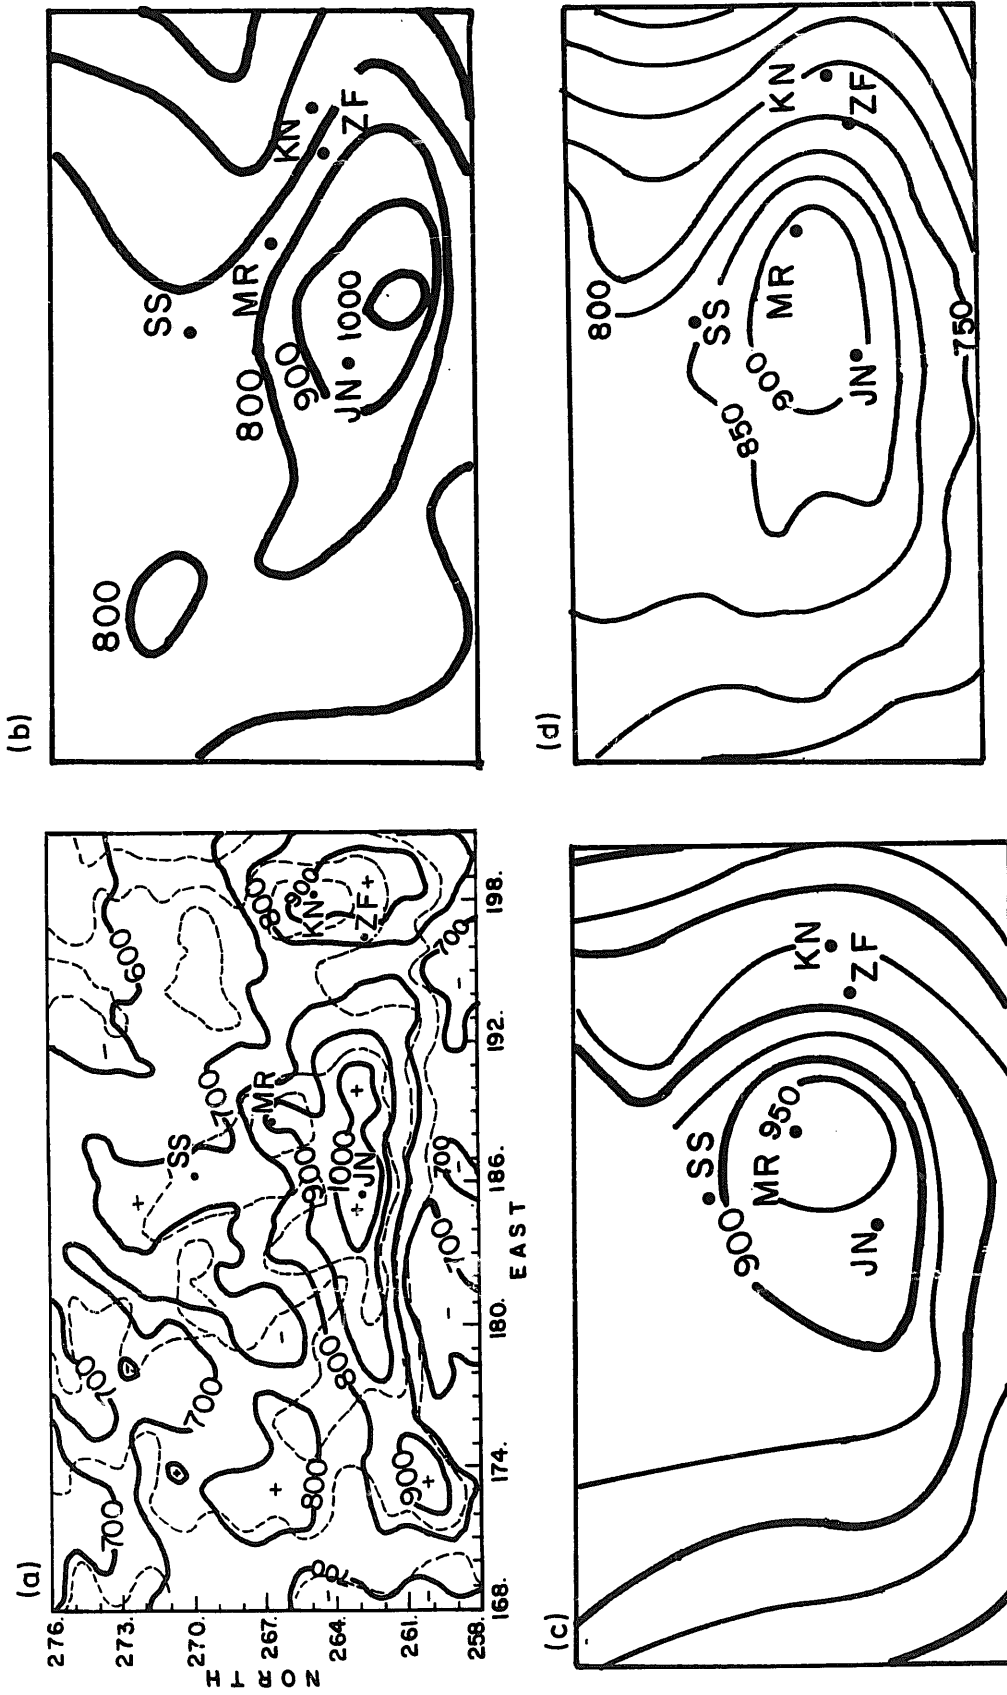 (a)
276.
273.
270.
267.
264.
261.
258.
NORTH
168.
174.
180.
186.
192.
198.
EAST
700
700
700
700
700
600
800
900
KN
ZF
SS
MR
900
1000
JN
800
800
900
700
700
700
(b)
800
SS
MR
KN
ZF
800
900
JN
1000
(c)
SS
900
MR
950
JN
KN
ZF
(d)
800
SS
850
900
MR
JN
KN
ZF
750